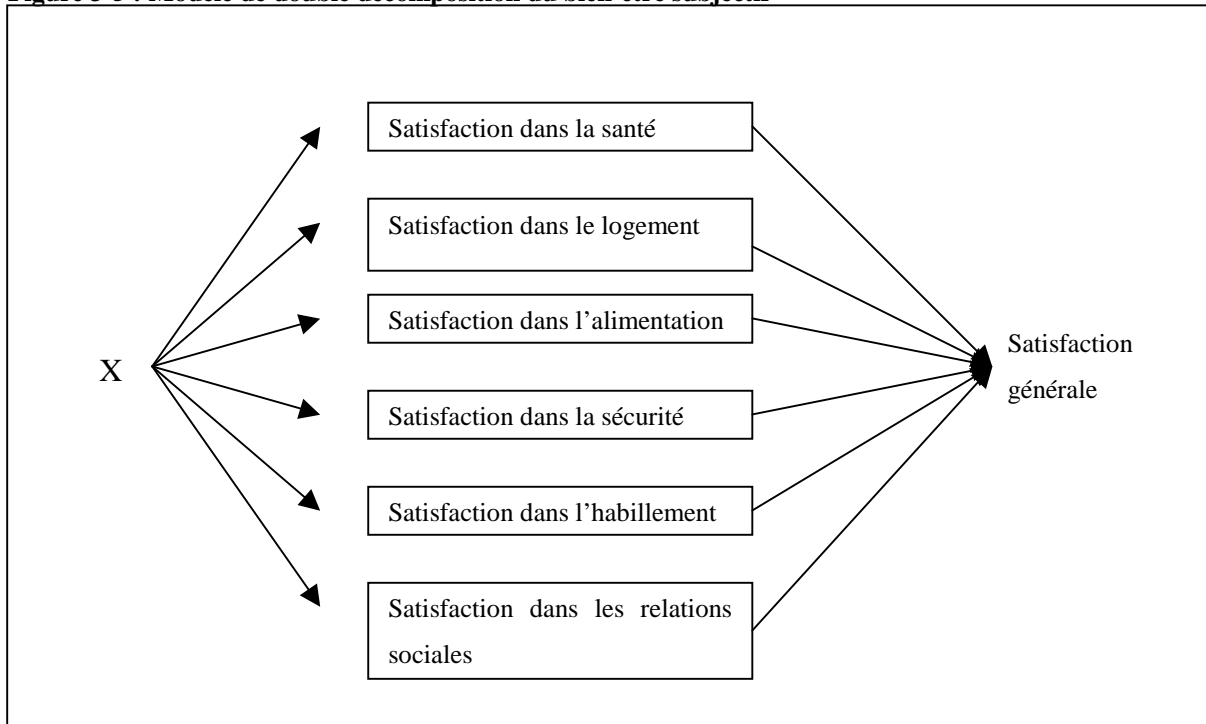 Figure 3-3 : Modèle de double décomposition du bien-être subjectif
Satisfaction dans la santé
Satisfaction dans le logement
Satisfaction dans l’alimentation
X
Satisfaction
générale
Satisfaction dans la sécurité
Satisfaction dans l’habillement
Satisfaction dans les relations
sociales